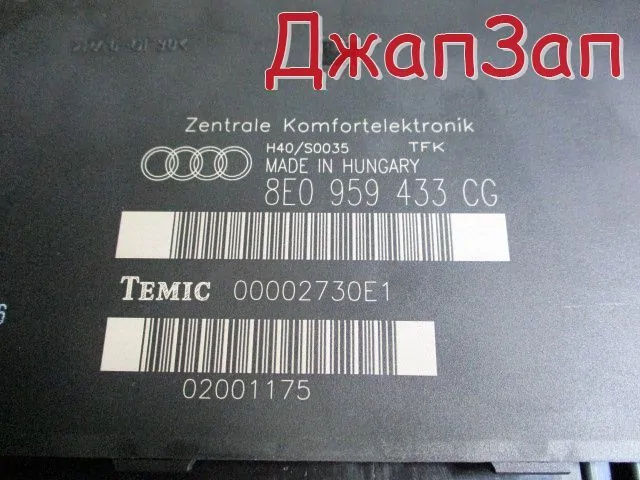 ДжапЗап
Zentrale Komfortelektronik
H40/S0035 TFK
MADE IN HUNGARY
8E0 959 433 CG
TEMIC 00002730E1
02001175